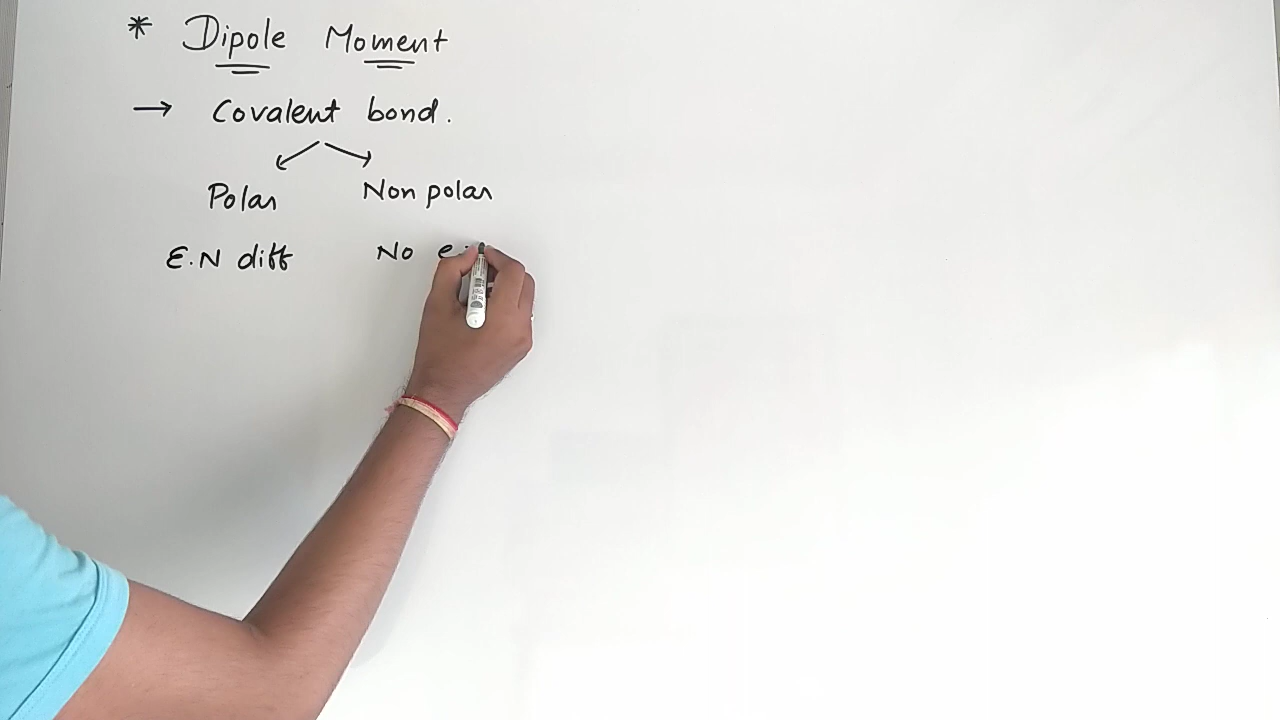 * Dipole Moment
→ Covalent bond.
Polar Non polar
E.N diff No e.